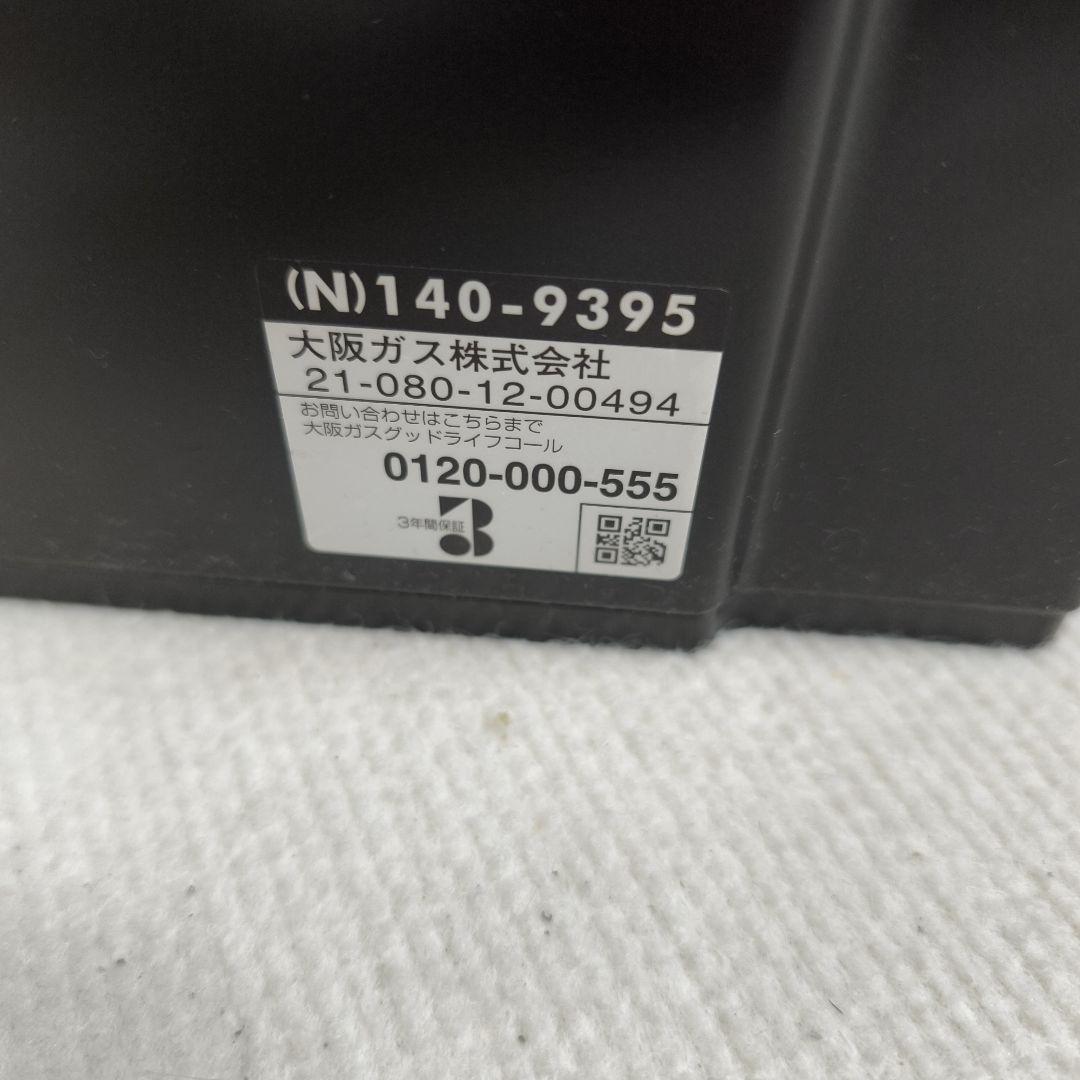 (N)140-9395
大阪ガス株式会社
21-080-12-00494
お問い合わせはこちらまで
大阪ガスグッドライフコール
0120-000-555
3年間保証